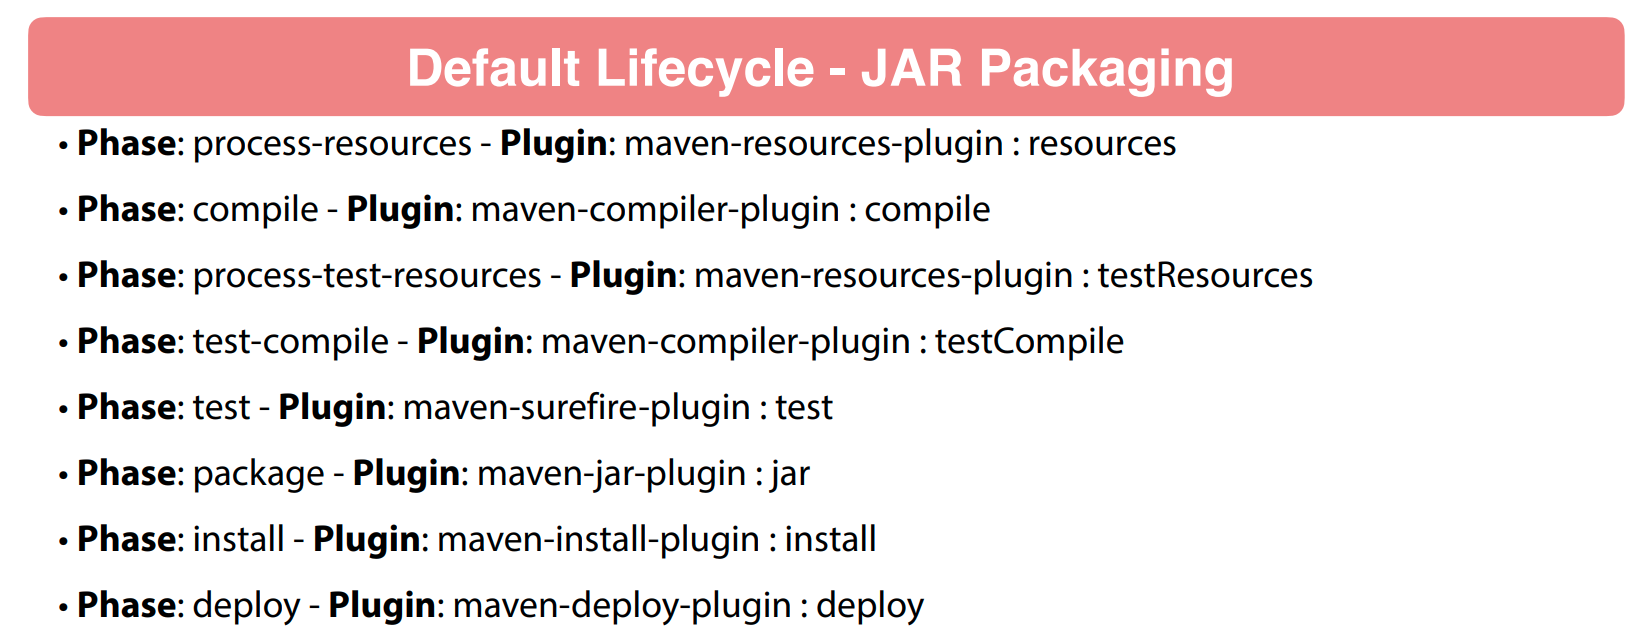 Default Lifecycle - JAR Packaging
• Phase: process-resources - Plugin: maven-resources-plugin : resources
• Phase: compile - Plugin: maven-compiler-plugin : compile
• Phase: process-test-resources - Plugin: maven-resources-plugin : testResources
• Phase: test-compile - Plugin: maven-compiler-plugin : testCompile
• Phase: test - Plugin: maven-surefire-plugin : test
• Phase: package - Plugin: maven-jar-plugin : jar
• Phase: install - Plugin: maven-install-plugin : install
• Phase: deploy - Plugin: maven-deploy-plugin : deploy